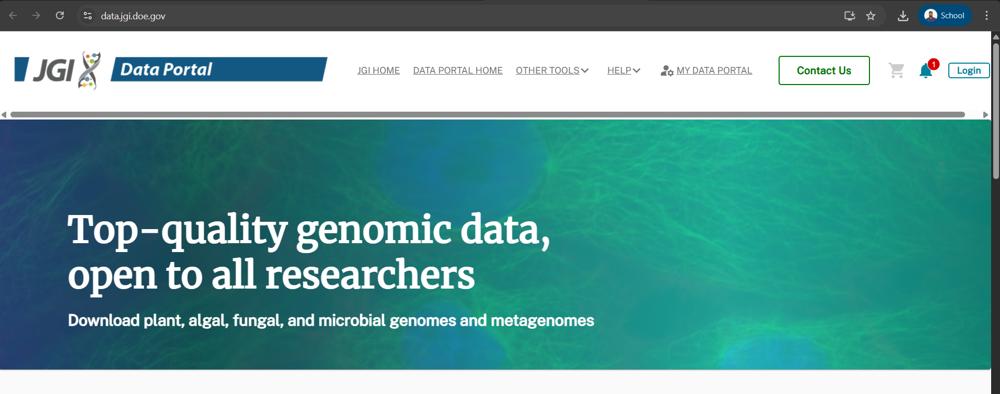 data.jgi.doe.gov
School
JGI Data Portal
JGI HOME DATA PORTAL HOME OTHER TOOLS HELP MY DATA PORTAL Contact Us 1 Login
Top-quality genomic data,
open to all researchers
Download plant, algal, fungal, and microbial genomes and metagenomes